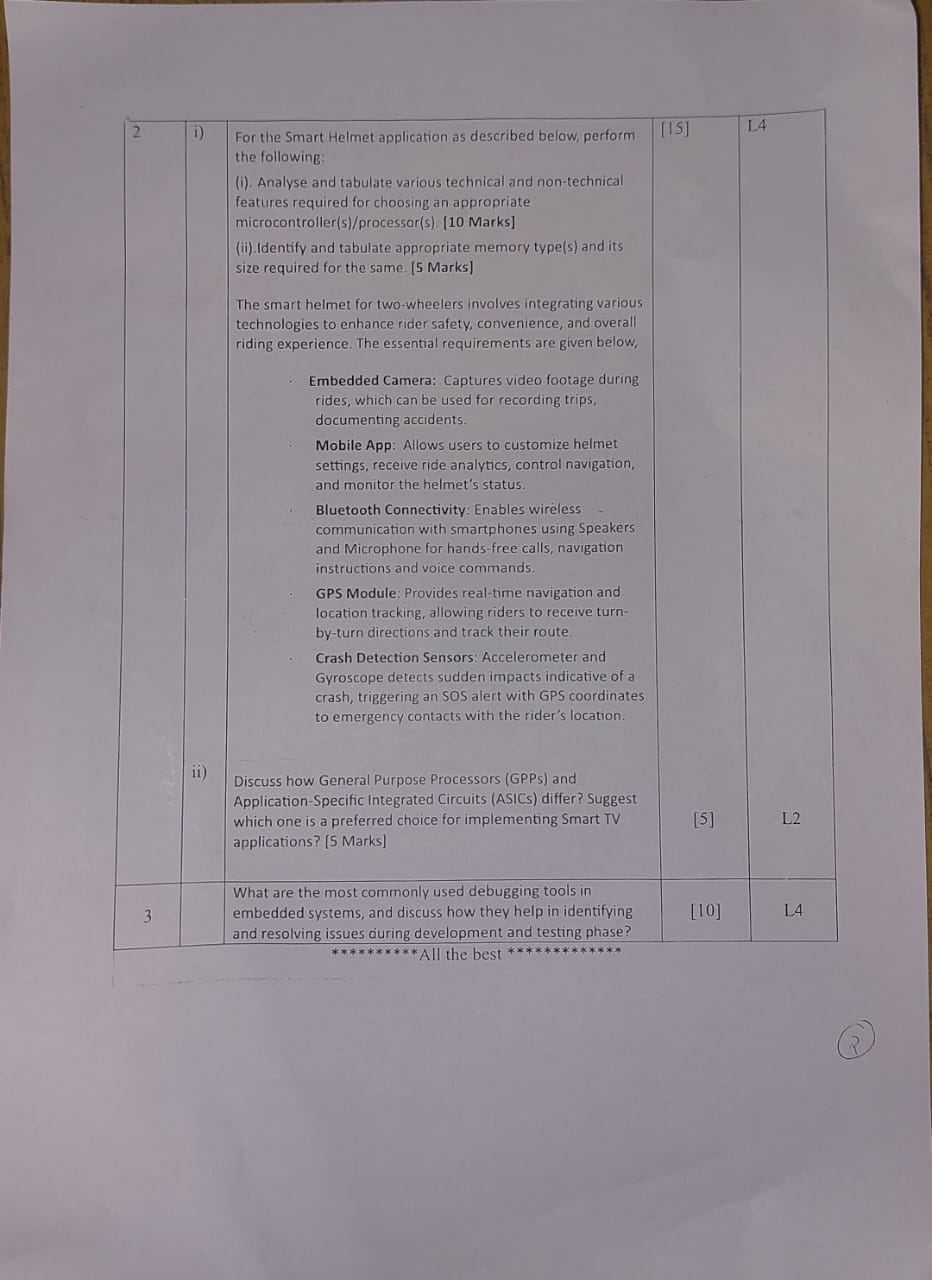 2 i) For the Smart Helmet application as described below, perform [15] L4
the following:
(i). Analyse and tabulate various technical and non-technical
features required for choosing an appropriate
microcontroller(s)/processor(s). [10 Marks]
(ii).Identify and tabulate appropriate memory type(s) and its
size required for the same. [5 Marks]
The smart helmet for two-wheelers involves integrating various
technologies to enhance rider safety, convenience, and overall
riding experience. The essential requirements are given below,
· Embedded Camera: Captures video footage during
rides, which can be used for recording trips,
documenting accidents.
· Mobile App: Allows users to customize helmet
settings, receive ride analytics, control navigation,
and monitor the helmet's status.
· Bluetooth Connectivity: Enables wireless
communication with smartphones using Speakers
and Microphone for hands-free calls, navigation
instructions and voice commands.
· GPS Module: Provides real-time navigation and
location tracking, allowing riders to receive turn-
by-turn directions and track their route.
· Crash Detection Sensors: Accelerometer and
Gyroscope detects sudden impacts indicative of a
crash, triggering an SOS alert with GPS coordinates
to emergency contacts with the rider's location.
ii) Discuss how General Purpose Processors (GPPs) and
Application-Specific Integrated Circuits (ASICs) differ? Suggest
which one is a preferred choice for implementing Smart TV [5] L2
applications? [5 Marks]
What are the most commonly used debugging tools in
3 embedded systems, and discuss how they help in identifying [10] L4
and resolving issues during development and testing phase?
**********All the best *************